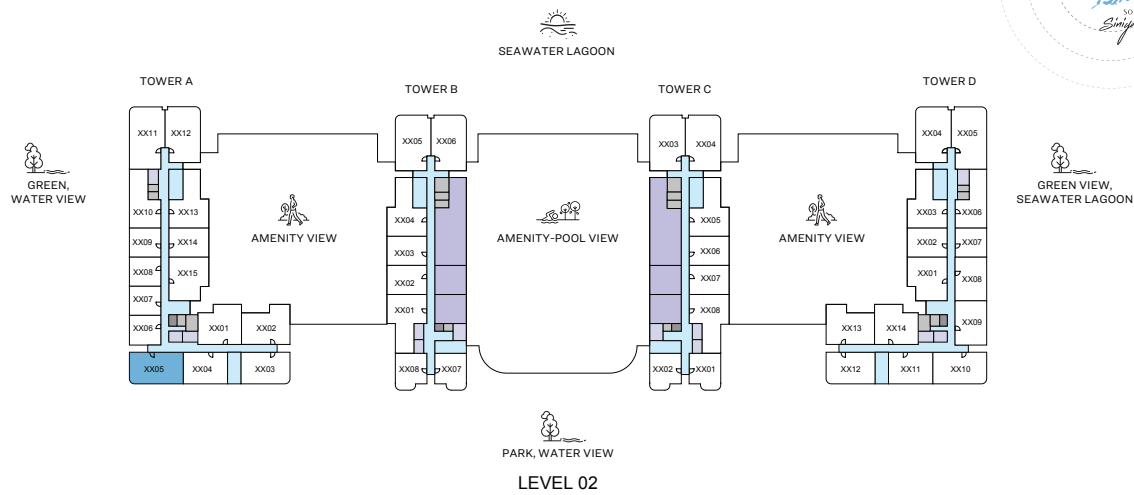 SO
SEAWATER LAGOON
TOWER A
TOWER B
TOWER C
TOWER D
XX11
XX12
XX05
XX06
XX03
XX04
XX04
XX05
GREEN,
WATER VIEW
GREEN VIEW,
SEAWATER LAGOON
XX10
XX13
XX09
XX14
XX08
XX15
XX07
XX06
XX01
XX02
XX05
XX04
XX03
AMENITY VIEW
XX04
XX03
XX02
XX01
XX08
XX07
AMENITY-POOL VIEW
XX05
XX06
XX07
XX08
XX02
XX01
AMENITY VIEW
XX03
XX06
XX02
XX07
XX01
XX08
XX09
XX13
XX14
XX12
XX11
XX10
PARK, WATER VIEW
LEVEL 02